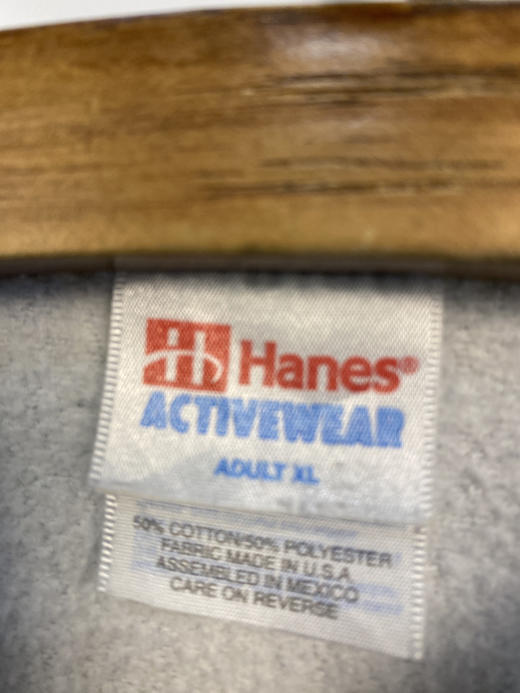 Hanes®
ACTIVEWEAR
ADULT XL
50% COTTON/50% POLYESTER
FABRIC MADE IN U.S.A
ASSEMBLED IN MEXICO
CARE ON REVERSE